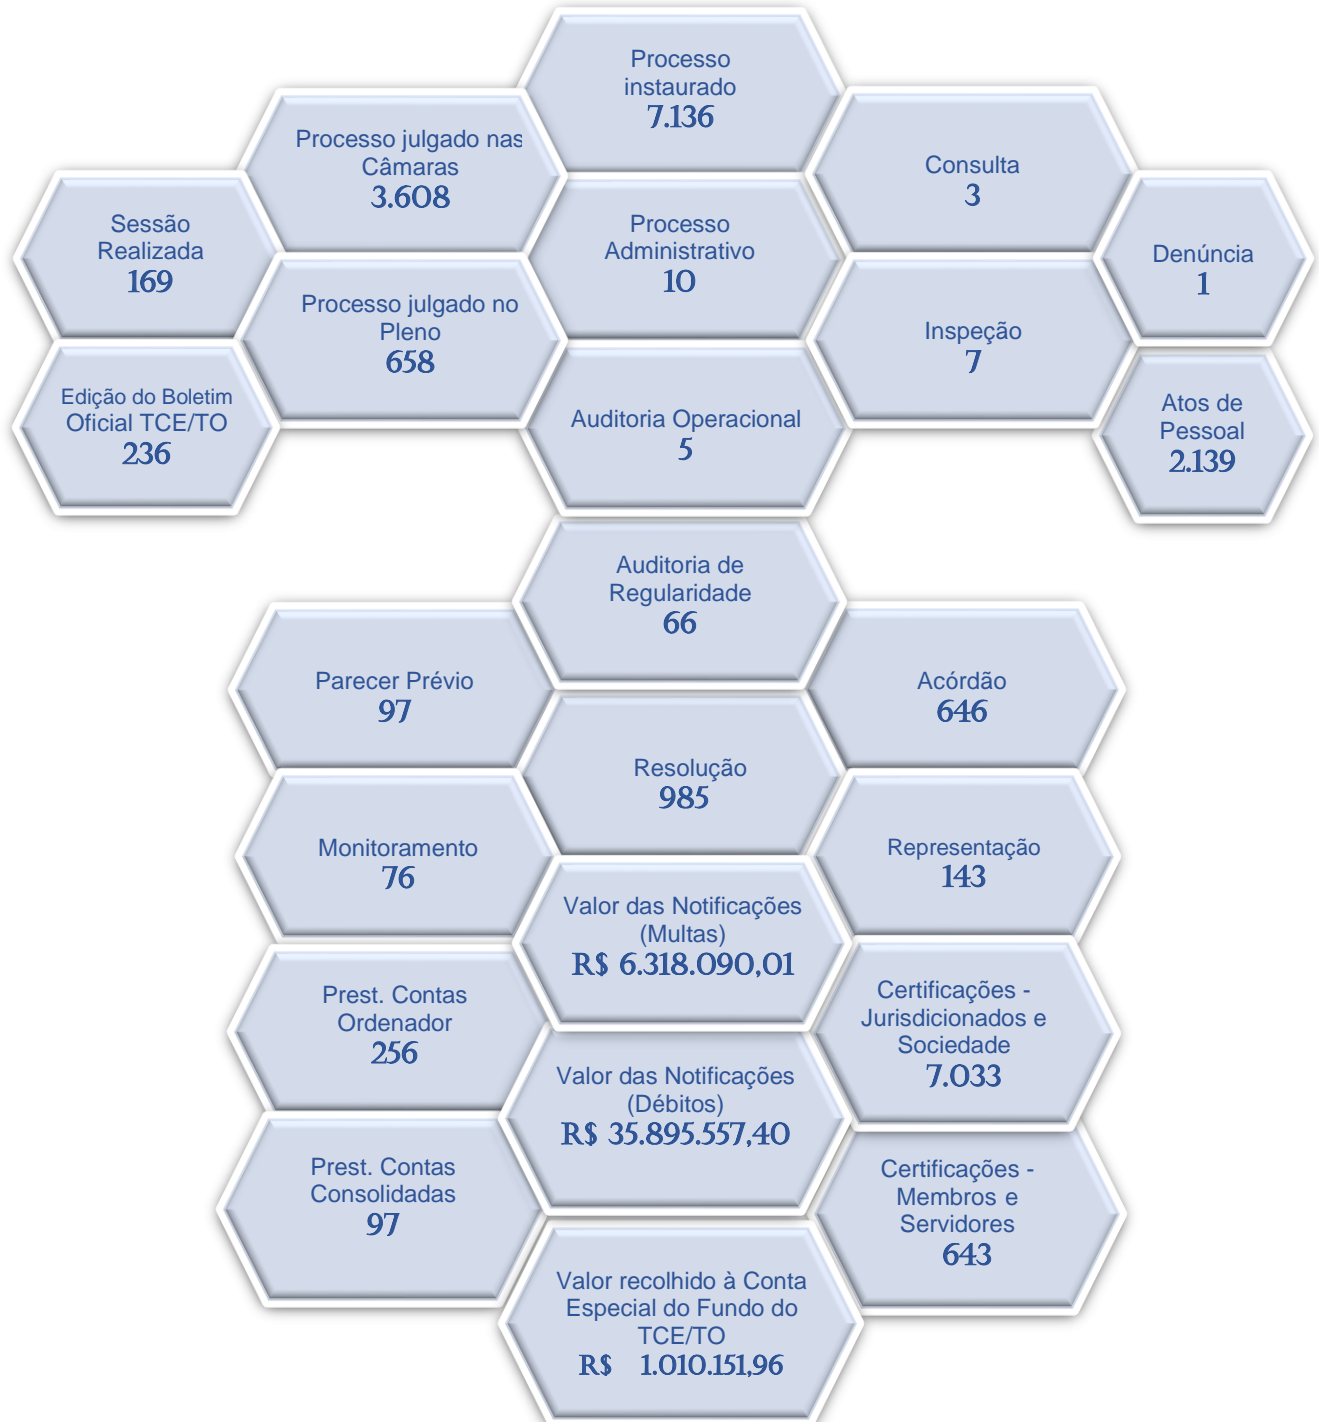 Processo
instaurado
7.136
Processo julgado nas
Câmaras
3.608
Consulta
3
Sessão
Realizada
169
Processo
Administrativo
10
Denúncia
1
Processo julgado no
Pleno
658
Inspeção
7
Edição do Boletim
Oficial TCE/TO
236
Auditoria Operacional
5
Atos de
Pessoal
2.139
Auditoria de
Regularidade
66
Parecer Prévio
97
Acórdão
646
Resolução
985
Monitoramento
76
Representação
143
Valor das Notificações
(Multas)
R$ 6.318.090,01
Prest. Contas
Ordenador
256
Certificações -
Jurisdicionados e
Sociedade
7.033
Valor das Notificações
(Débitos)
R$ 35.895.557,40
Prest. Contas
Consolidadas
97
Certificações -
Membros e
Servidores
643
Valor recolhido à Conta
Especial do Fundo do
TCE/TO
R$ 1.010.151,96